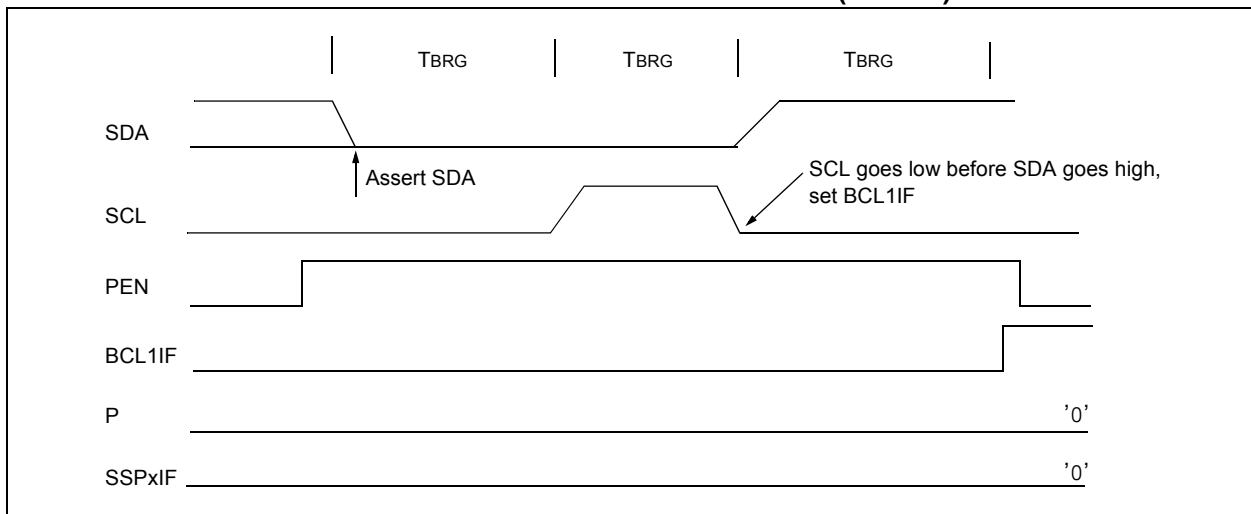 TBRG TBRG TBRG
SDA
Assert SDA
SCL goes low before SDA goes high,
set BCL1IF
SCL
PEN
BCL1IF
P '0'
SSPxIF '0'